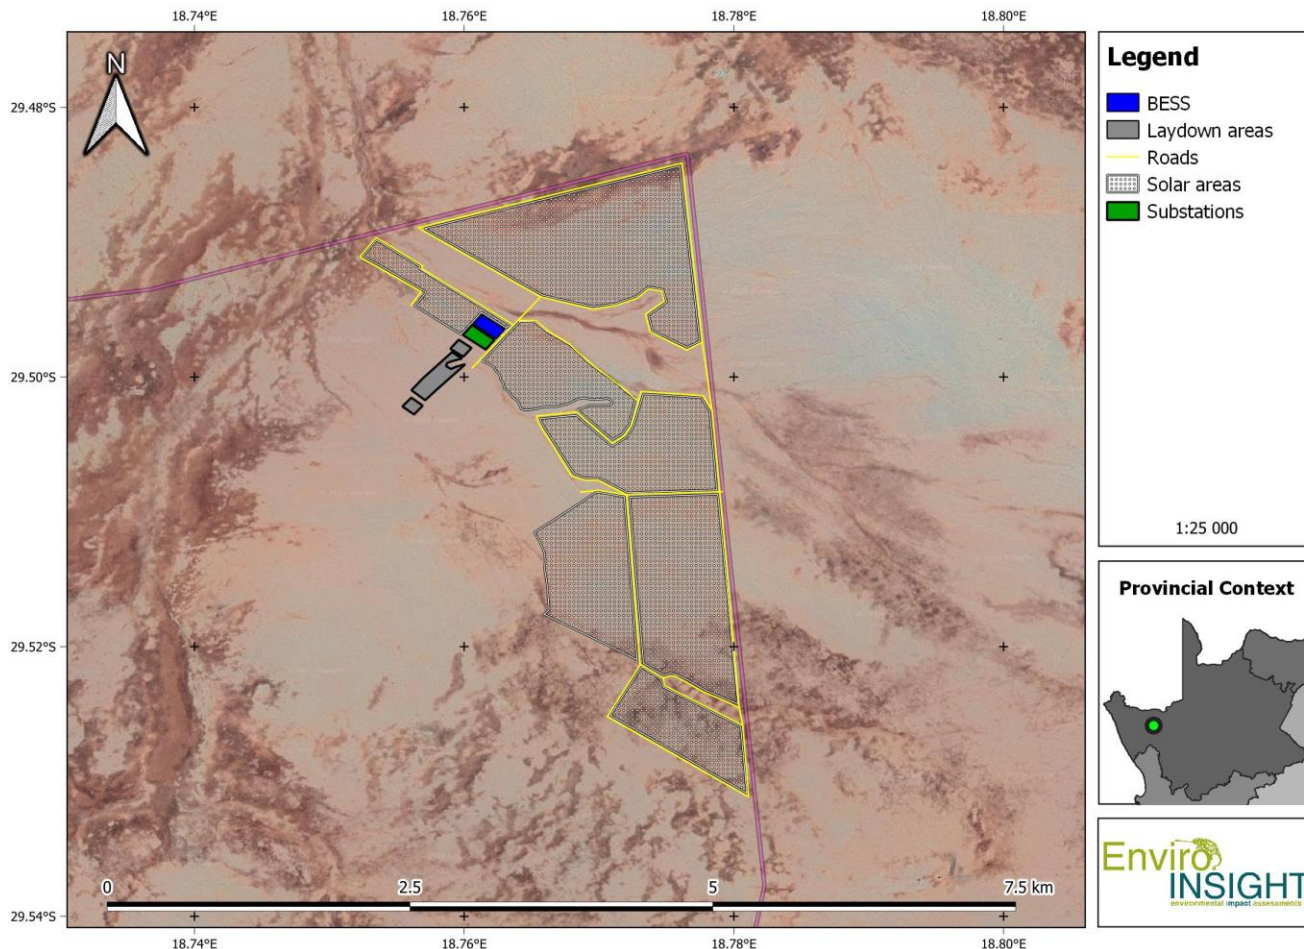 18.74°E 18.76°E 18.78°E 18.80°E
N
29.48°S
29.50°S
29.52°S
29.54°S
0 2.5 5 7.5 km
18.74°E 18.76°E 18.78°E 18.80°E
Legend
BESS
Laydown areas
Roads
Solar areas
Substations
1:25 000
Provincial Context
Enviro
INSIGHT
environmental impact assessments